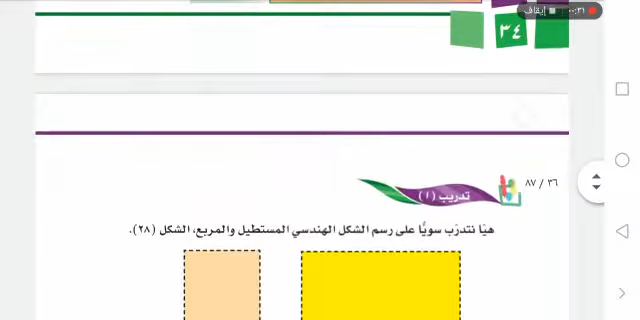 إيقاف ٠٠:٣١
٣٤
٣٦ / ٨٧
تدريب (١)
هيّا نتدرّب سويًّا على رسم الشكل الهندسي المستطيل والمربع، الشكل (٢٨).